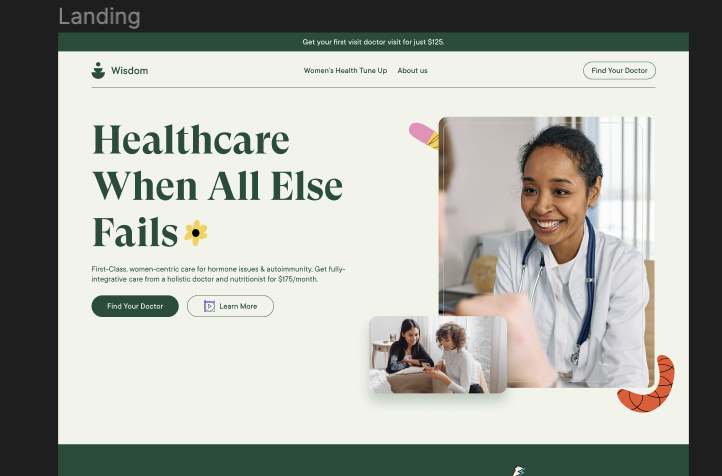 Landing
Get your first visit doctor visit for just $125.
Wisdom
Women's Health Tune Up
About us
Find Your Doctor
Healthcare
When All Else
Fails
First-Class, women-centric care for hormone issues & autoimmunity. Get fully-
integrative care from a holistic doctor and nutritionist for $175/month.
Find Your Doctor
Learn More